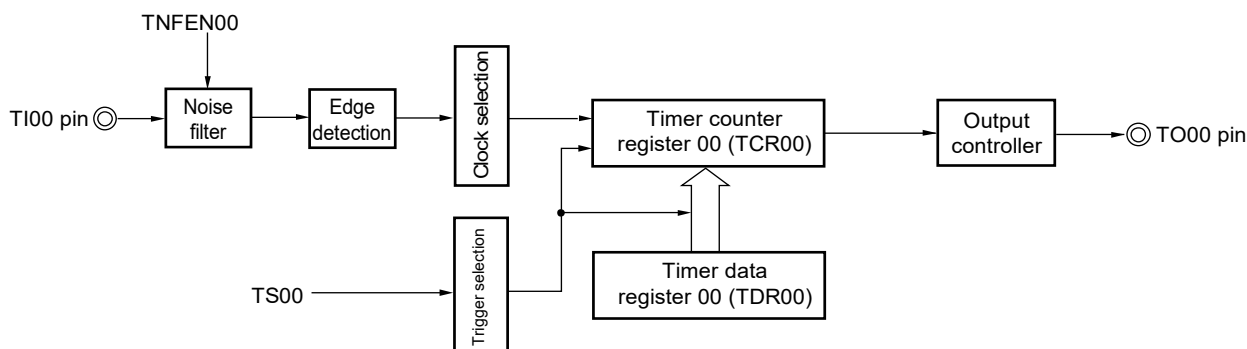 TNFEN00
TI00 pin
Noise
filter
Edge
detection
Clock selection
Timer counter
register 00 (TCR00)
Output
controller
TO00 pin
TS00
Trigger selection
Timer data
register 00 (TDR00)